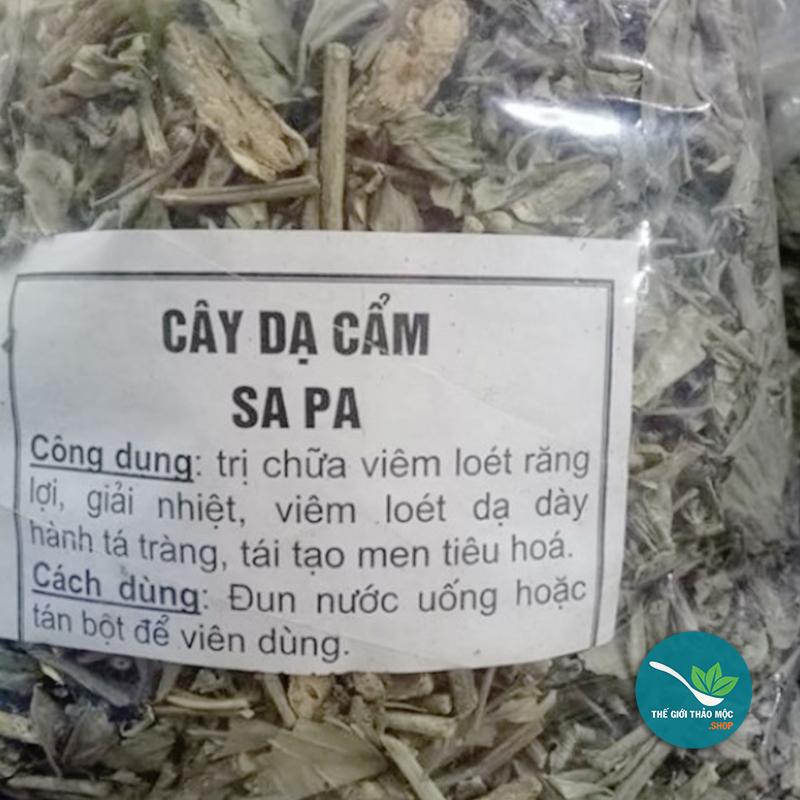 CÂY DẠ CẨM
SA PA
Công dung: trị chữa viêm loét răng
lợi, giải nhiệt, viêm loét dạ dày
hành tá tràng, tái tạo men tiêu hoá.
Cách dùng: Đun nước uống hoặc
tán bột để viên dùng.
THẾ GIỚI THẢO MỘC
.SHOP